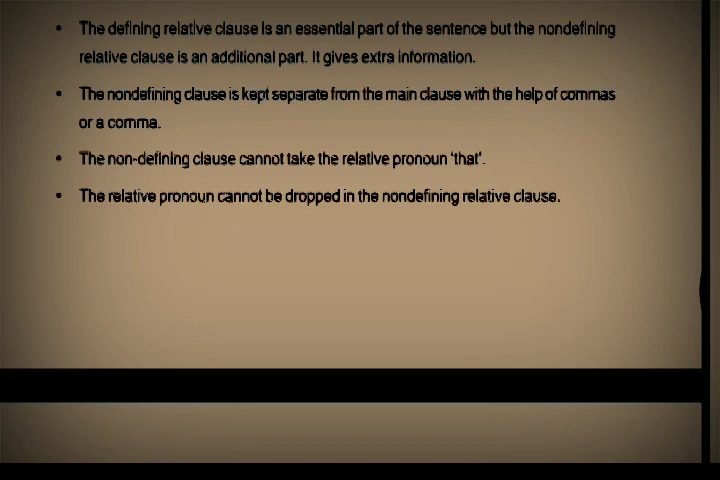 • The defining relative clause is an essential part of the sentence but the nondefining
relative clause is an additional part. It gives extra information.
• The nondefining clause is kept separate from the main clause with the help of commas
or a comma.
• The non-defining clause cannot take the relative pronoun 'that'.
• The relative pronoun cannot be dropped in the nondefining relative clause.